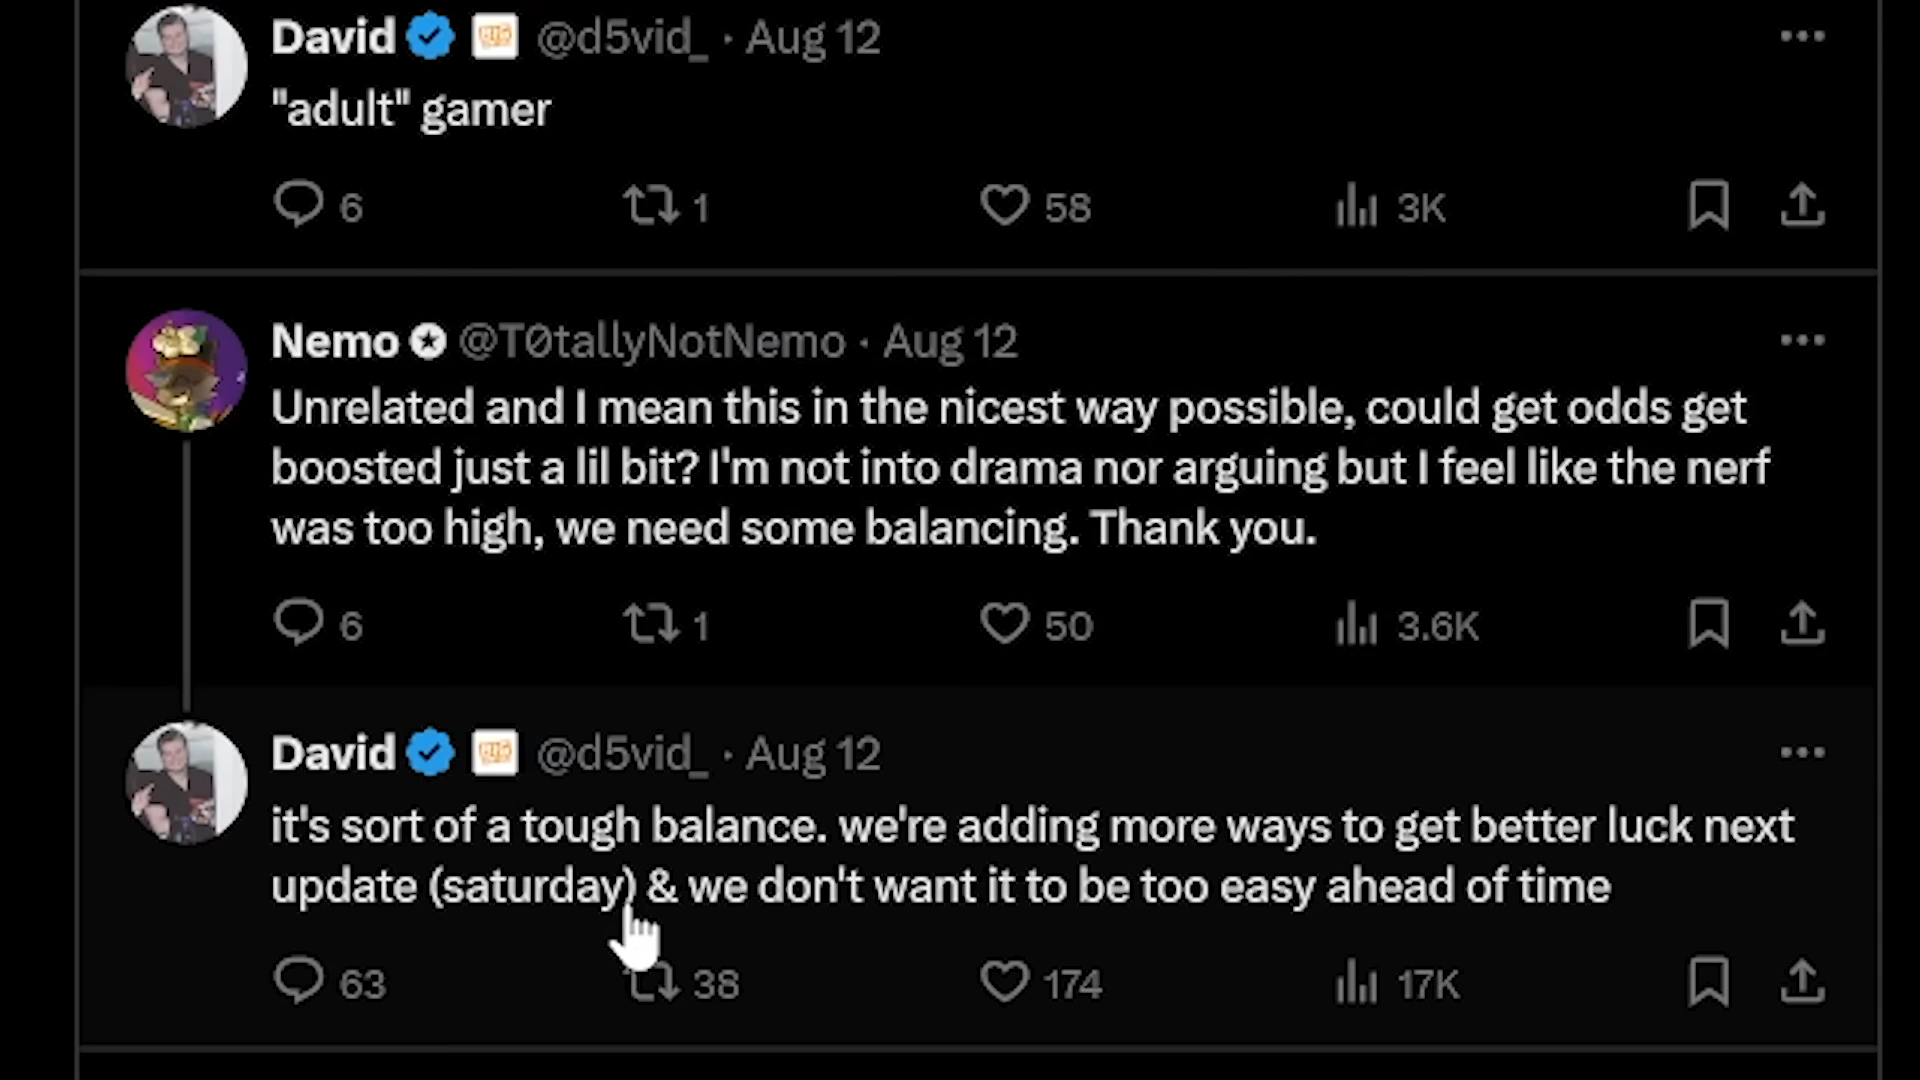 David @d5vid_ · Aug 12
"adult" gamer
6 1 58 3K
Nemo @T0tallyNotNemo · Aug 12
Unrelated and I mean this in the nicest way possible, could get odds get
boosted just a lil bit? I'm not into drama nor arguing but I feel like the nerf
was too high, we need some balancing. Thank you.
6 1 50 3.6K
David @d5vid_ · Aug 12
it's sort of a tough balance. we're adding more ways to get better luck next
update (saturday) & we don't want it to be too easy ahead of time
63 38 174 17K